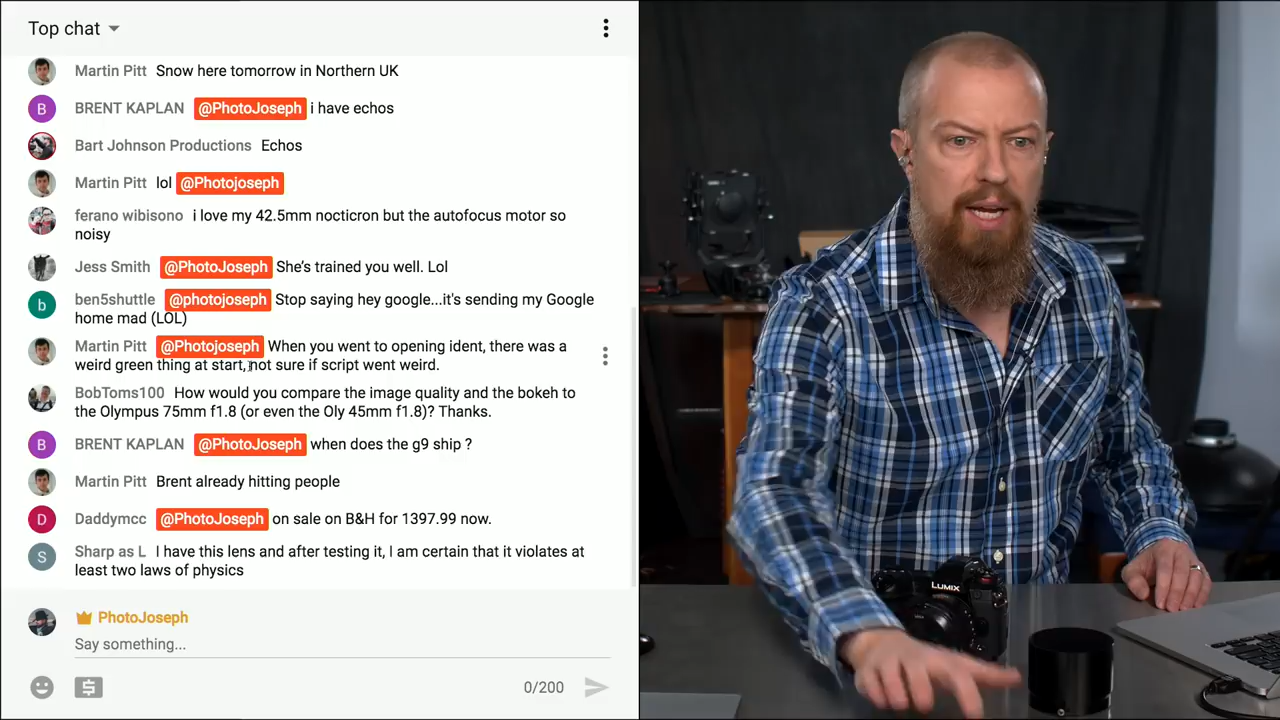 Top chat
Martin Pitt Snow here tomorrow in Northern UK
B BRENT KAPLAN @PhotoJoseph i have echos
Bart Johnson Productions Echos
Martin Pitt lol @Photojoseph
ferano wibisono i love my 42.5mm nocticron but the autofocus motor so
noisy
Jess Smith @PhotoJoseph She's trained you well. Lol
b ben5shuttle @photojoseph Stop saying hey google...it's sending my Google
home mad (LOL)
Martin Pitt @Photojoseph When you went to opening ident, there was a
weird green thing at start, not sure if script went weird.
BobToms100 How would you compare the image quality and the bokeh to
the Olympus 75mm f1.8 (or even the Oly 45mm f1.8)? Thanks.
B BRENT KAPLAN @PhotoJoseph when does the g9 ship ?
Martin Pitt Brent already hitting people
D Daddymcc @PhotoJoseph on sale on B&H for 1397.99 now.
S Sharp as L I have this lens and after testing it, I am certain that it violates at
least two laws of physics
PhotoJoseph
Say something...
$ 0/200
LUMIX